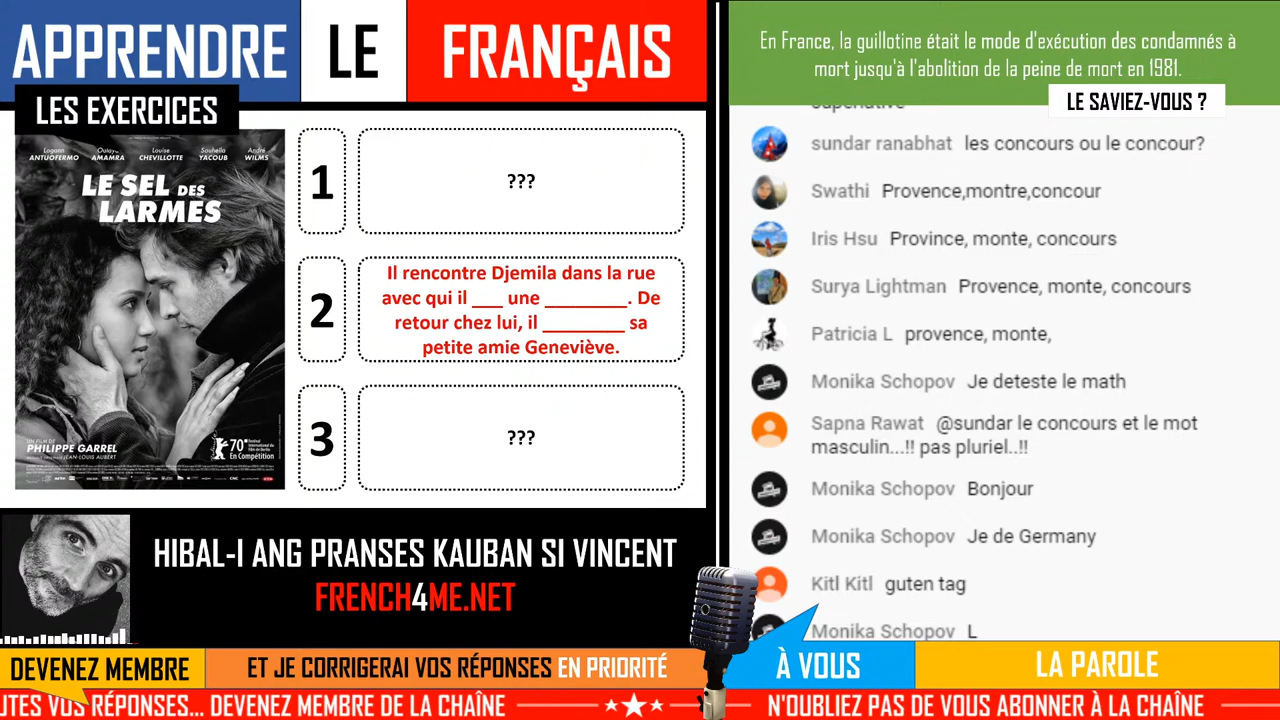 APPRENDRE LE FRANÇAIS
LES EXERCICES
Logann ANTUOFERMO
Oulaya AMAMRA
Louise CHEVILLOTTE
Souheila YACOUB
André WILMS
LE SEL DES
LARMES
UN FILM DE
PHILIPPE GARREL
70e Festival
En Compétition
1
???
2
Il rencontre Djemila dans la rue
avec qui il ___ une ________. De
retour chez lui, il ________ sa
petite amie Geneviève.
3
???
HIBAL-I ANG PRANSES KAUBAN SI VINCENT
FRENCH4ME.NET
DEVENEZ MEMBRE
ET JE CORRIGERAI VOS RÉPONSES EN PRIORITÉ
UTES VOS RÉPONSES... DEVENEZ MEMBRE DE LA CHAÎNE
N'OUBLIEZ PAS DE VOUS ABONNER À LA CHAÎNE
En France, la guillotine était le mode d'exécution des condamnés à
mort jusqu'à l'abolition de la peine de mort en 1981.
LE SAVIEZ-VOUS ?
sundar ranabhat les concours ou le concour?
Swathi Provence,montre,concour
Iris Hsu Province, monte, concours
Surya Lightman Provence, monte, concours
Patricia L provence, monte,
Monika Schopov Je deteste le math
Sapna Rawat @sundar le concours et le mot
masculin...!! pas pluriel..!!
Monika Schopov Bonjour
Monika Schopov Je de Germany
Kitl Kitl guten tag
Monika Schopov L
À VOUS
LA PAROLE